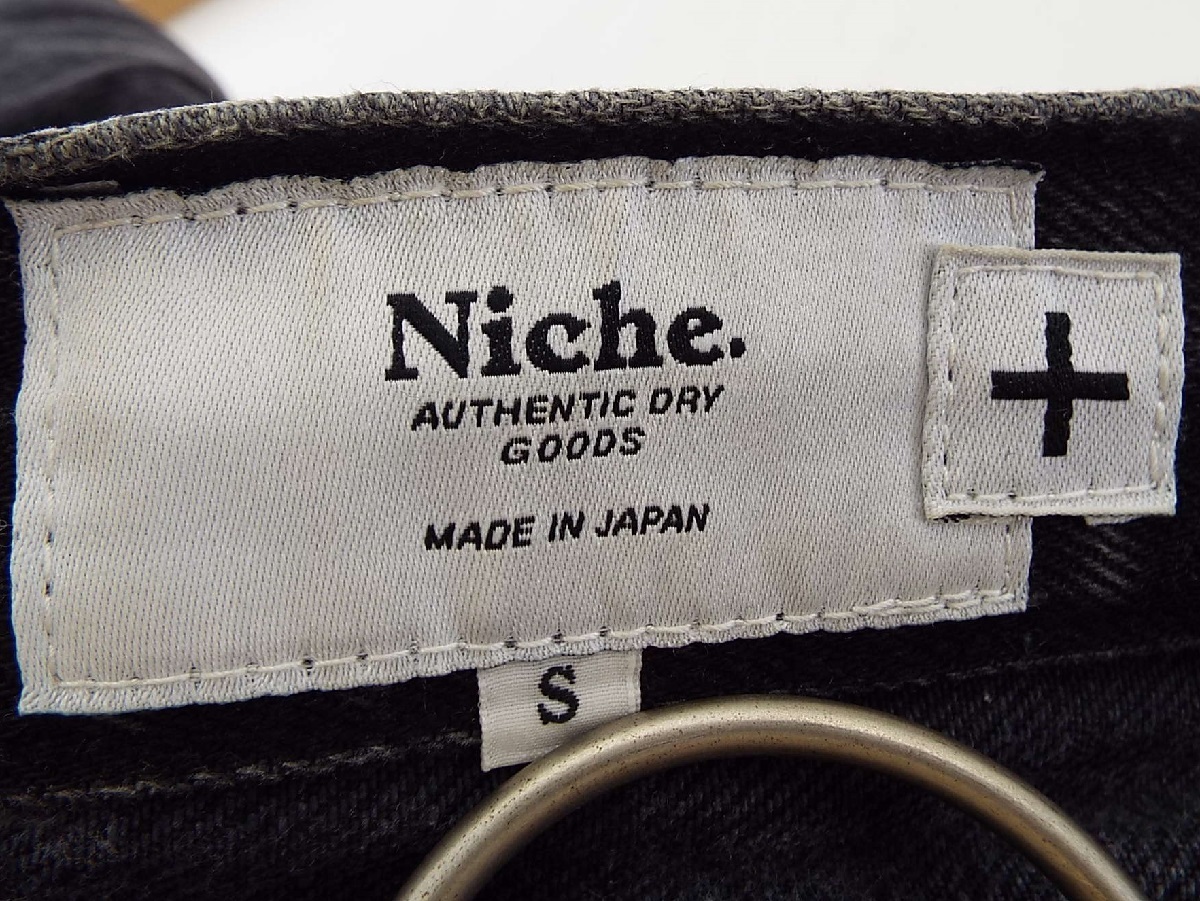 Niche.
AUTHENTIC DRY
GOODS
MADE IN JAPAN
+
S